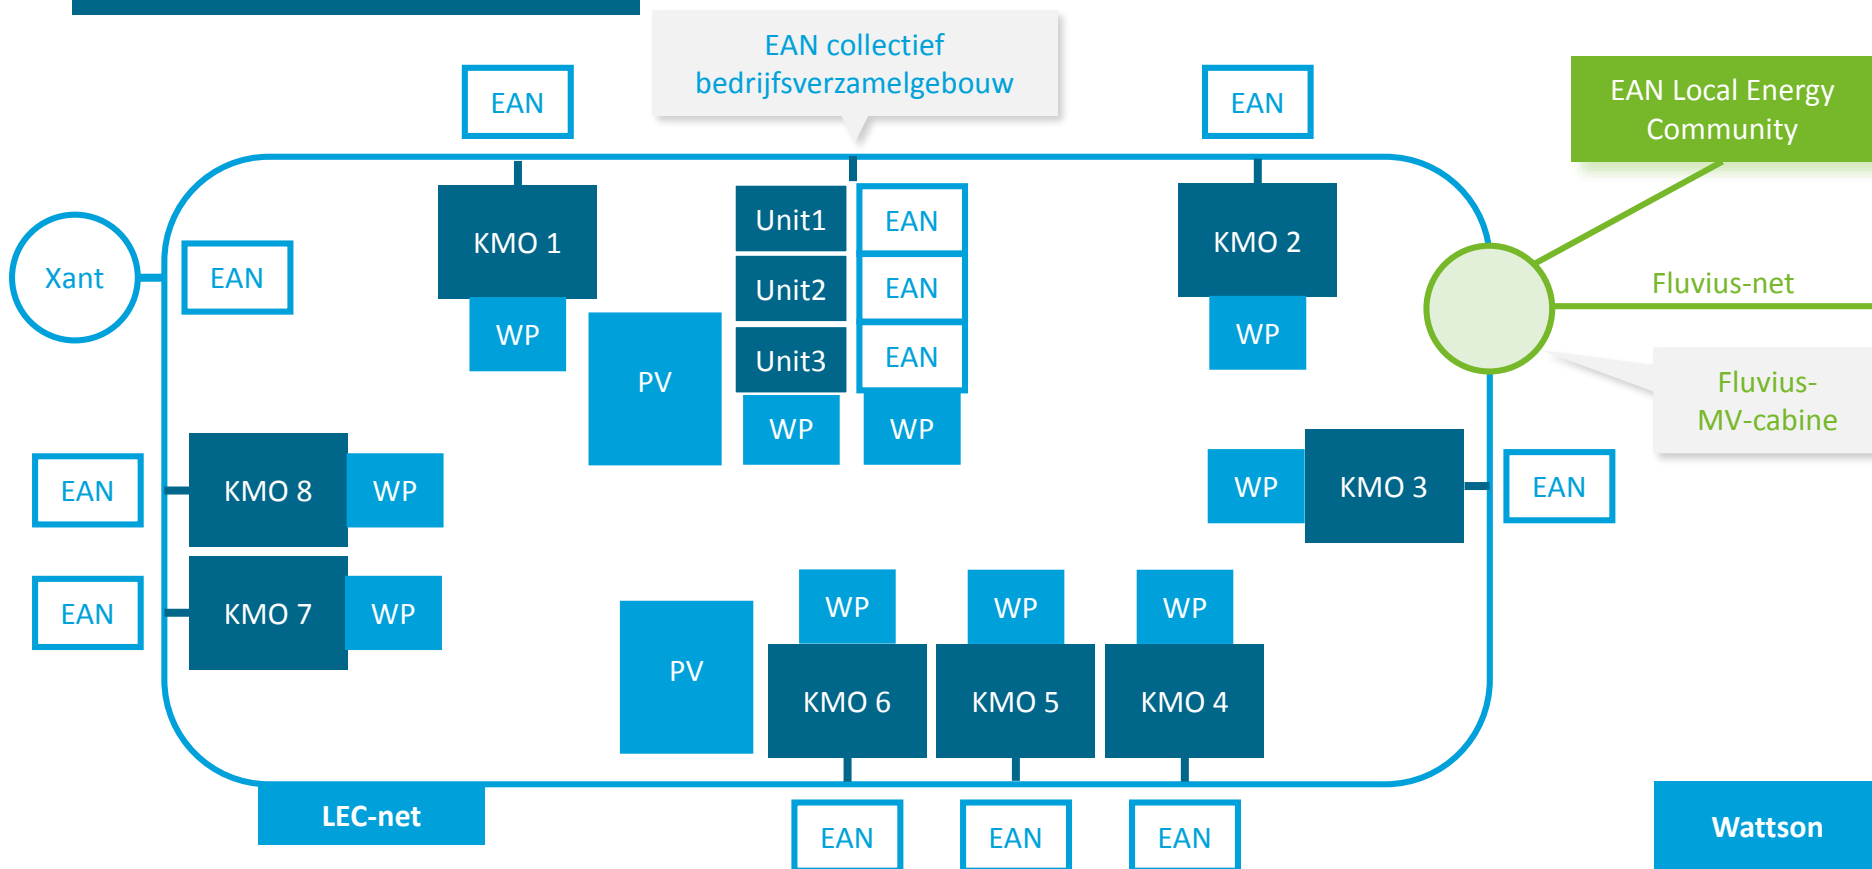 EAN collectief
bedrijfsverzamelgebouw
EAN
EAN
EAN Local Energy
Community
Xant
EAN
KMO 1
WP
PV
Unit1
EAN
Unit2
EAN
Unit3
EAN
WP
WP
KMO 2
WP
Fluvius-net
Fluvius-
MV-cabine
EAN
KMO 8
WP
WP
KMO 3
EAN
EAN
KMO 7
WP
PV
WP
WP
WP
KMO 6
KMO 5
KMO 4
LEC-net
EAN
EAN
EAN
Wattson